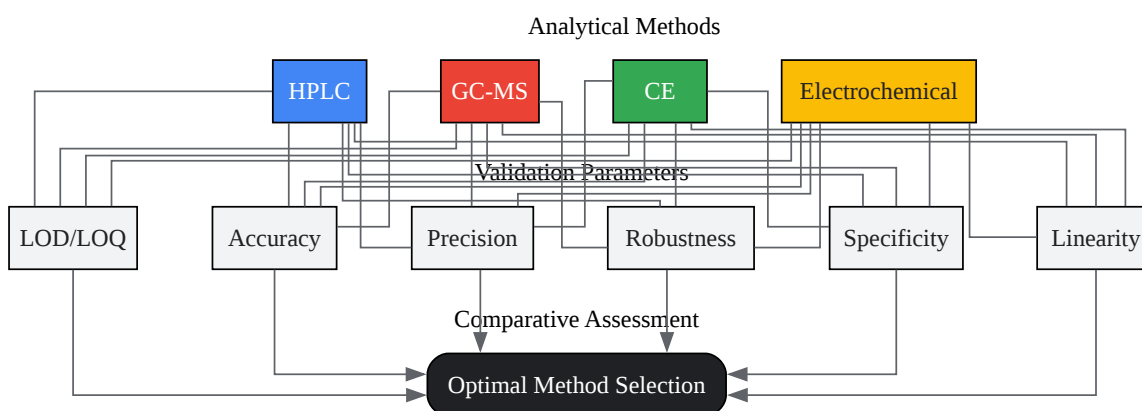 Analytical Methods
HPLC
GC-MS
CE
Electrochemical
Validation Parameters
LOD/LOQ
Accuracy
Precision
Robustness
Specificity
Linearity
Comparative Assessment
Optimal Method Selection